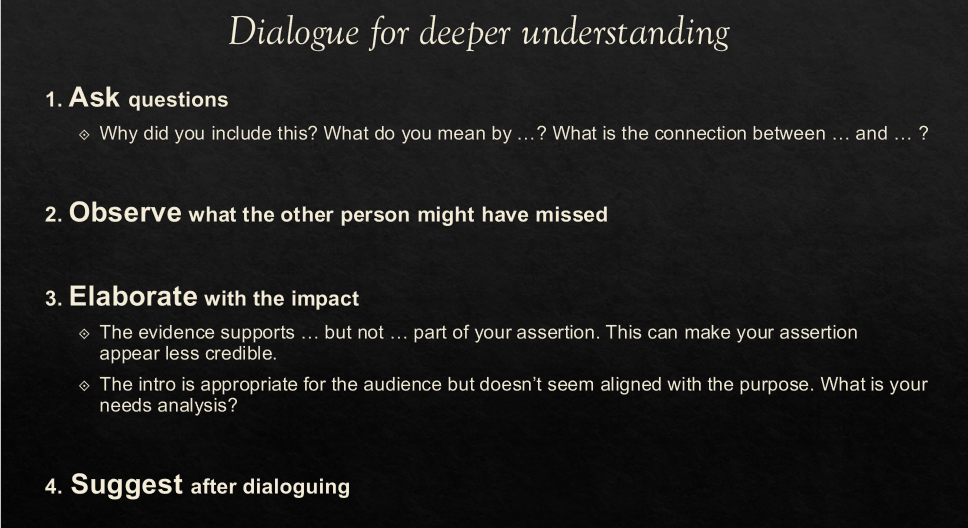 Dialogue for deeper understanding
1. Ask questions
Why did you include this? What do you mean by …? What is the connection between … and … ?
2. Observe what the other person might have missed
3. Elaborate with the impact
The evidence supports … but not … part of your assertion. This can make your assertion
appear less credible.
The intro is appropriate for the audience but doesn’t seem aligned with the purpose. What is your
needs analysis?
4. Suggest after dialoguing